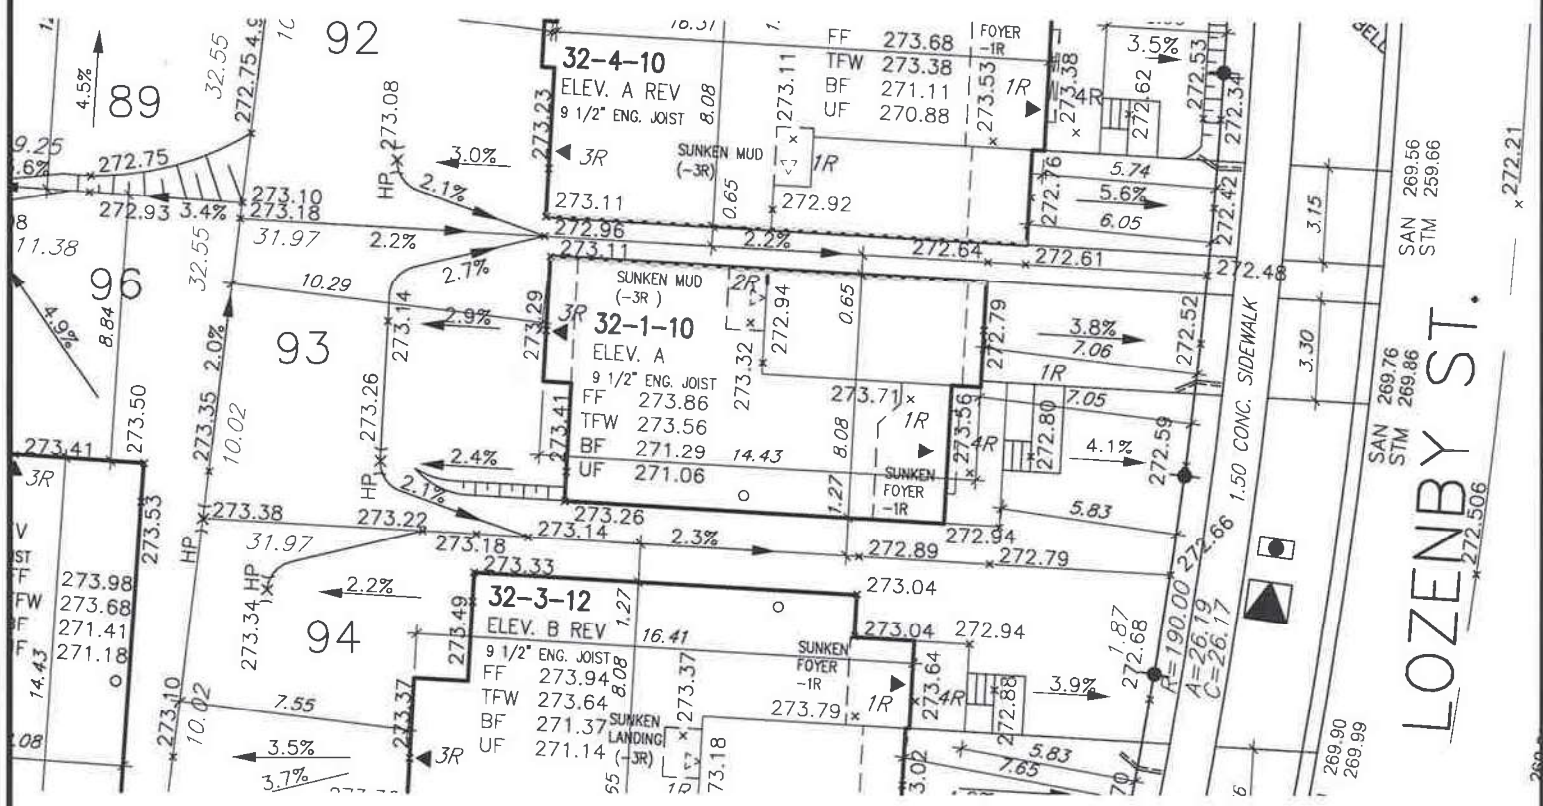 92
89
4.5%
32.55
272.75
273.08
HP
16.31
32-4-10
ELEV. A REV
9 1/2" ENG. JOIST
273.23
8.08
273.11
FF 273.68
TFW 273.38
BF 271.11
UF 270.88
FOYER
-1R
273.53
1R
273.38
4R
3.5%
272.62
272.53
272.34
9.25
272.75
3.0%
3R
2.1%
SUNKEN MUD
(-3R)
1R
0.65
272.92
272.76
5.74
5.6%
6.05
272.42
3.15
SAN 269.56
STM 259.66
272.21
272.93
3.4%
273.10
273.18
31.97
2.2%
273.11
272.96
273.11
2.2%
272.64
272.61
272.48
11.38
96
4.9%
8.84
32.55
10.29
2.7%
273.14
2.9%
273.29
3R
SUNKEN MUD
(-3R )
2R
272.94
0.65
32-1-10
ELEV. A
9 1/2" ENG. JOIST
FF 273.86
TFW 273.56
BF 271.29
UF 271.06
273.32
272.79
3.8%
7.06
272.52
1R
7.05
3.30
1.50 CONC. SIDEWALK
SAN 269.76
STM 269.86
LOZENBY ST.
93
2.0%
273.26
273.35
10.02
273.50
273.41
3R
273.41
273.71
1R
8.08
14.43
273.56
4R
272.80
4.1%
272.59
SUNKEN
FOYER
-1R
2.4%
HP
2.1%
1.27
5.83
272.506
273.53
HP
273.38
31.97
273.22
273.18
273.26
273.14
2.3%
272.94
272.89
272.79
272.66
FF 273.98
TFW 273.68
BF 271.41
271.18
14.43
HP
273.34
2.2%
94
273.33
273.49
32-3-12
ELEV. B REV
9 1/2" ENG. JOIST
FF 273.94
TFW 273.64
BF 271.37
UF 271.14
1.27
16.41
8.08
273.04
273.04
272.94
SUNKEN
FOYER
-1R
273.64
1R
4R
272.88
3.9%
1.87
272.68
R=190.00
A=26.19
C=26.17
273.10
10.02
7.55
273.37
3R
3.5%
3.7%
SUNKEN
LANDING
(-3R)
273.37
273.18
1R
273.79
5.83
7.65
269.90
269.99